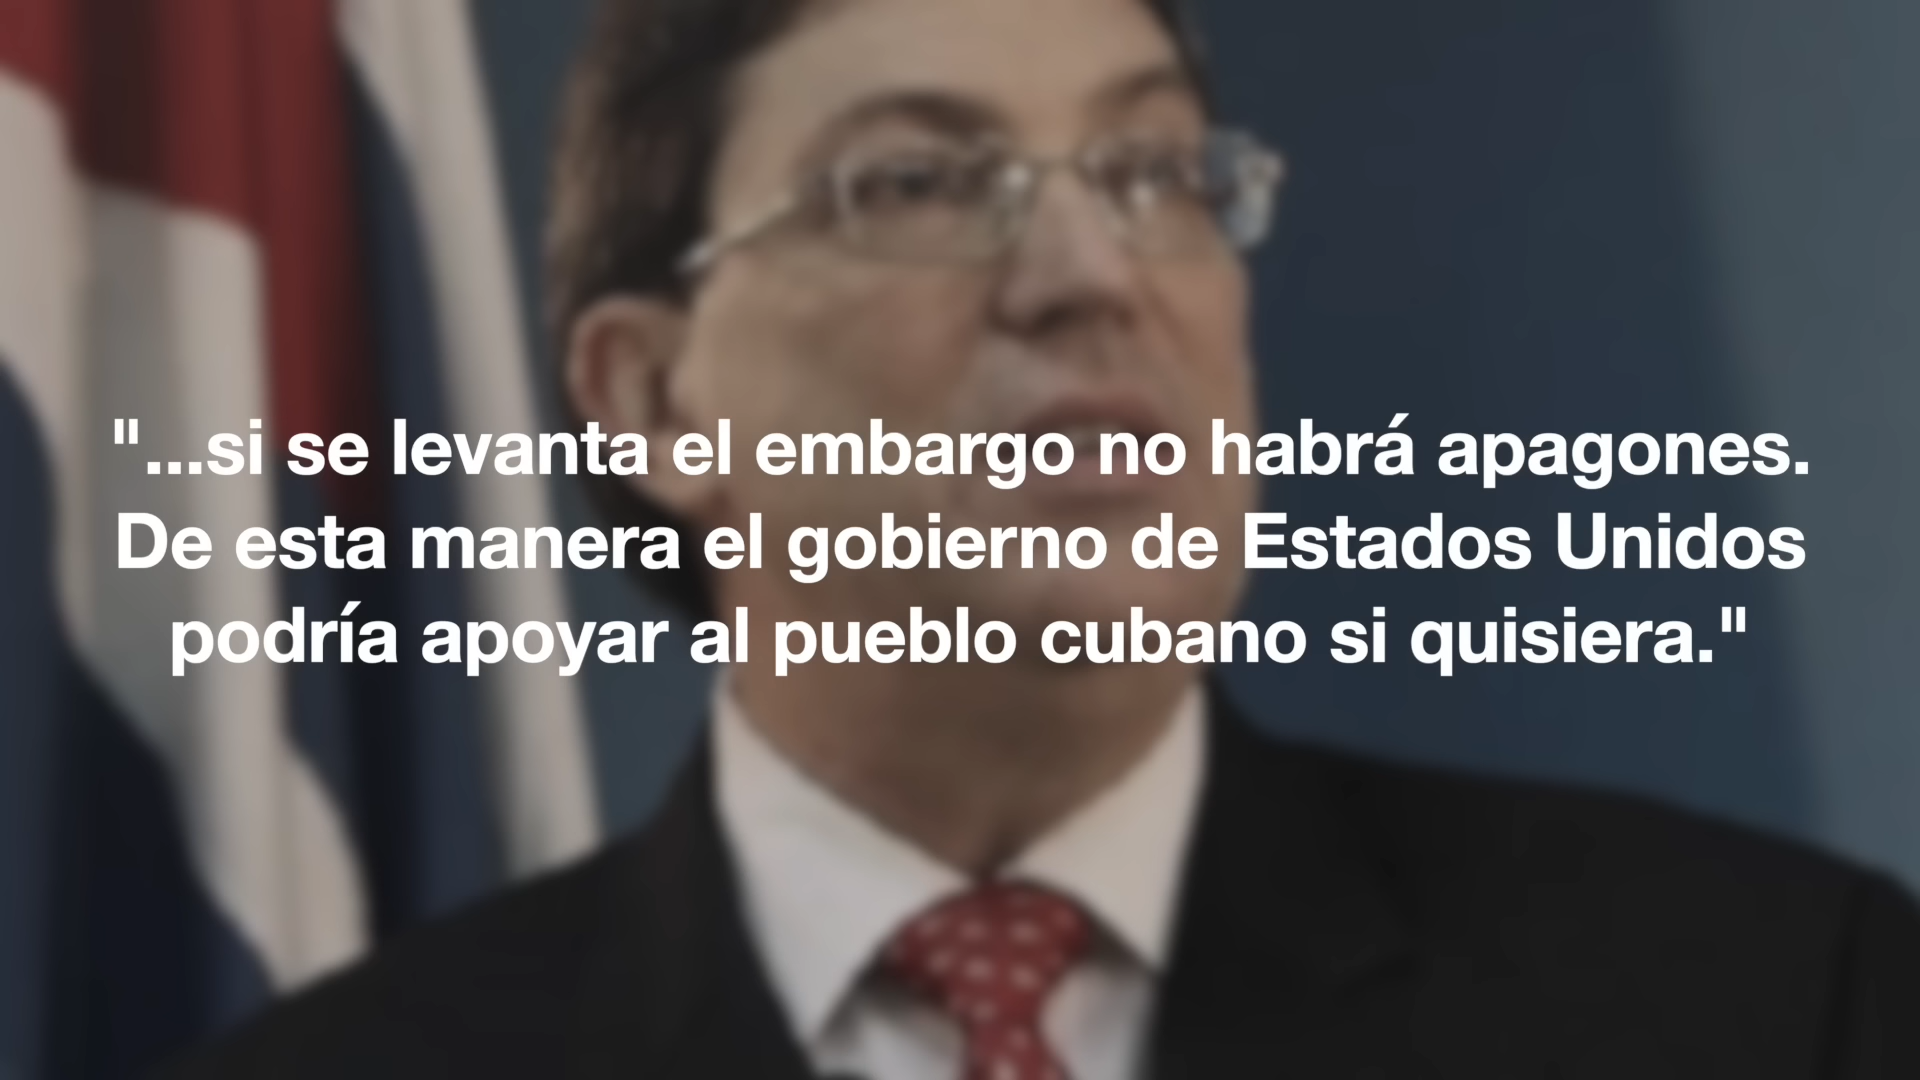 "...si se levanta el embargo no habrá apagones.
De esta manera el gobierno de Estados Unidos
podría apoyar al pueblo cubano si quisiera."